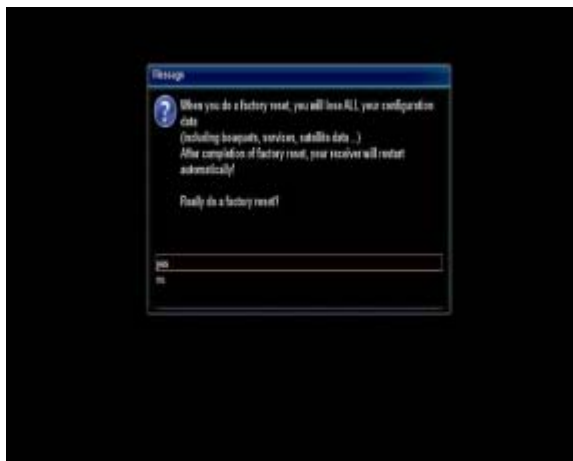 Message
When you do a factory reset, you will lose ALL your configuration
data
(including bouquets, services, satellite data ...)
After completion of factory reset, your receiver will restart
automatically!
Really do a factory reset?
yes
no